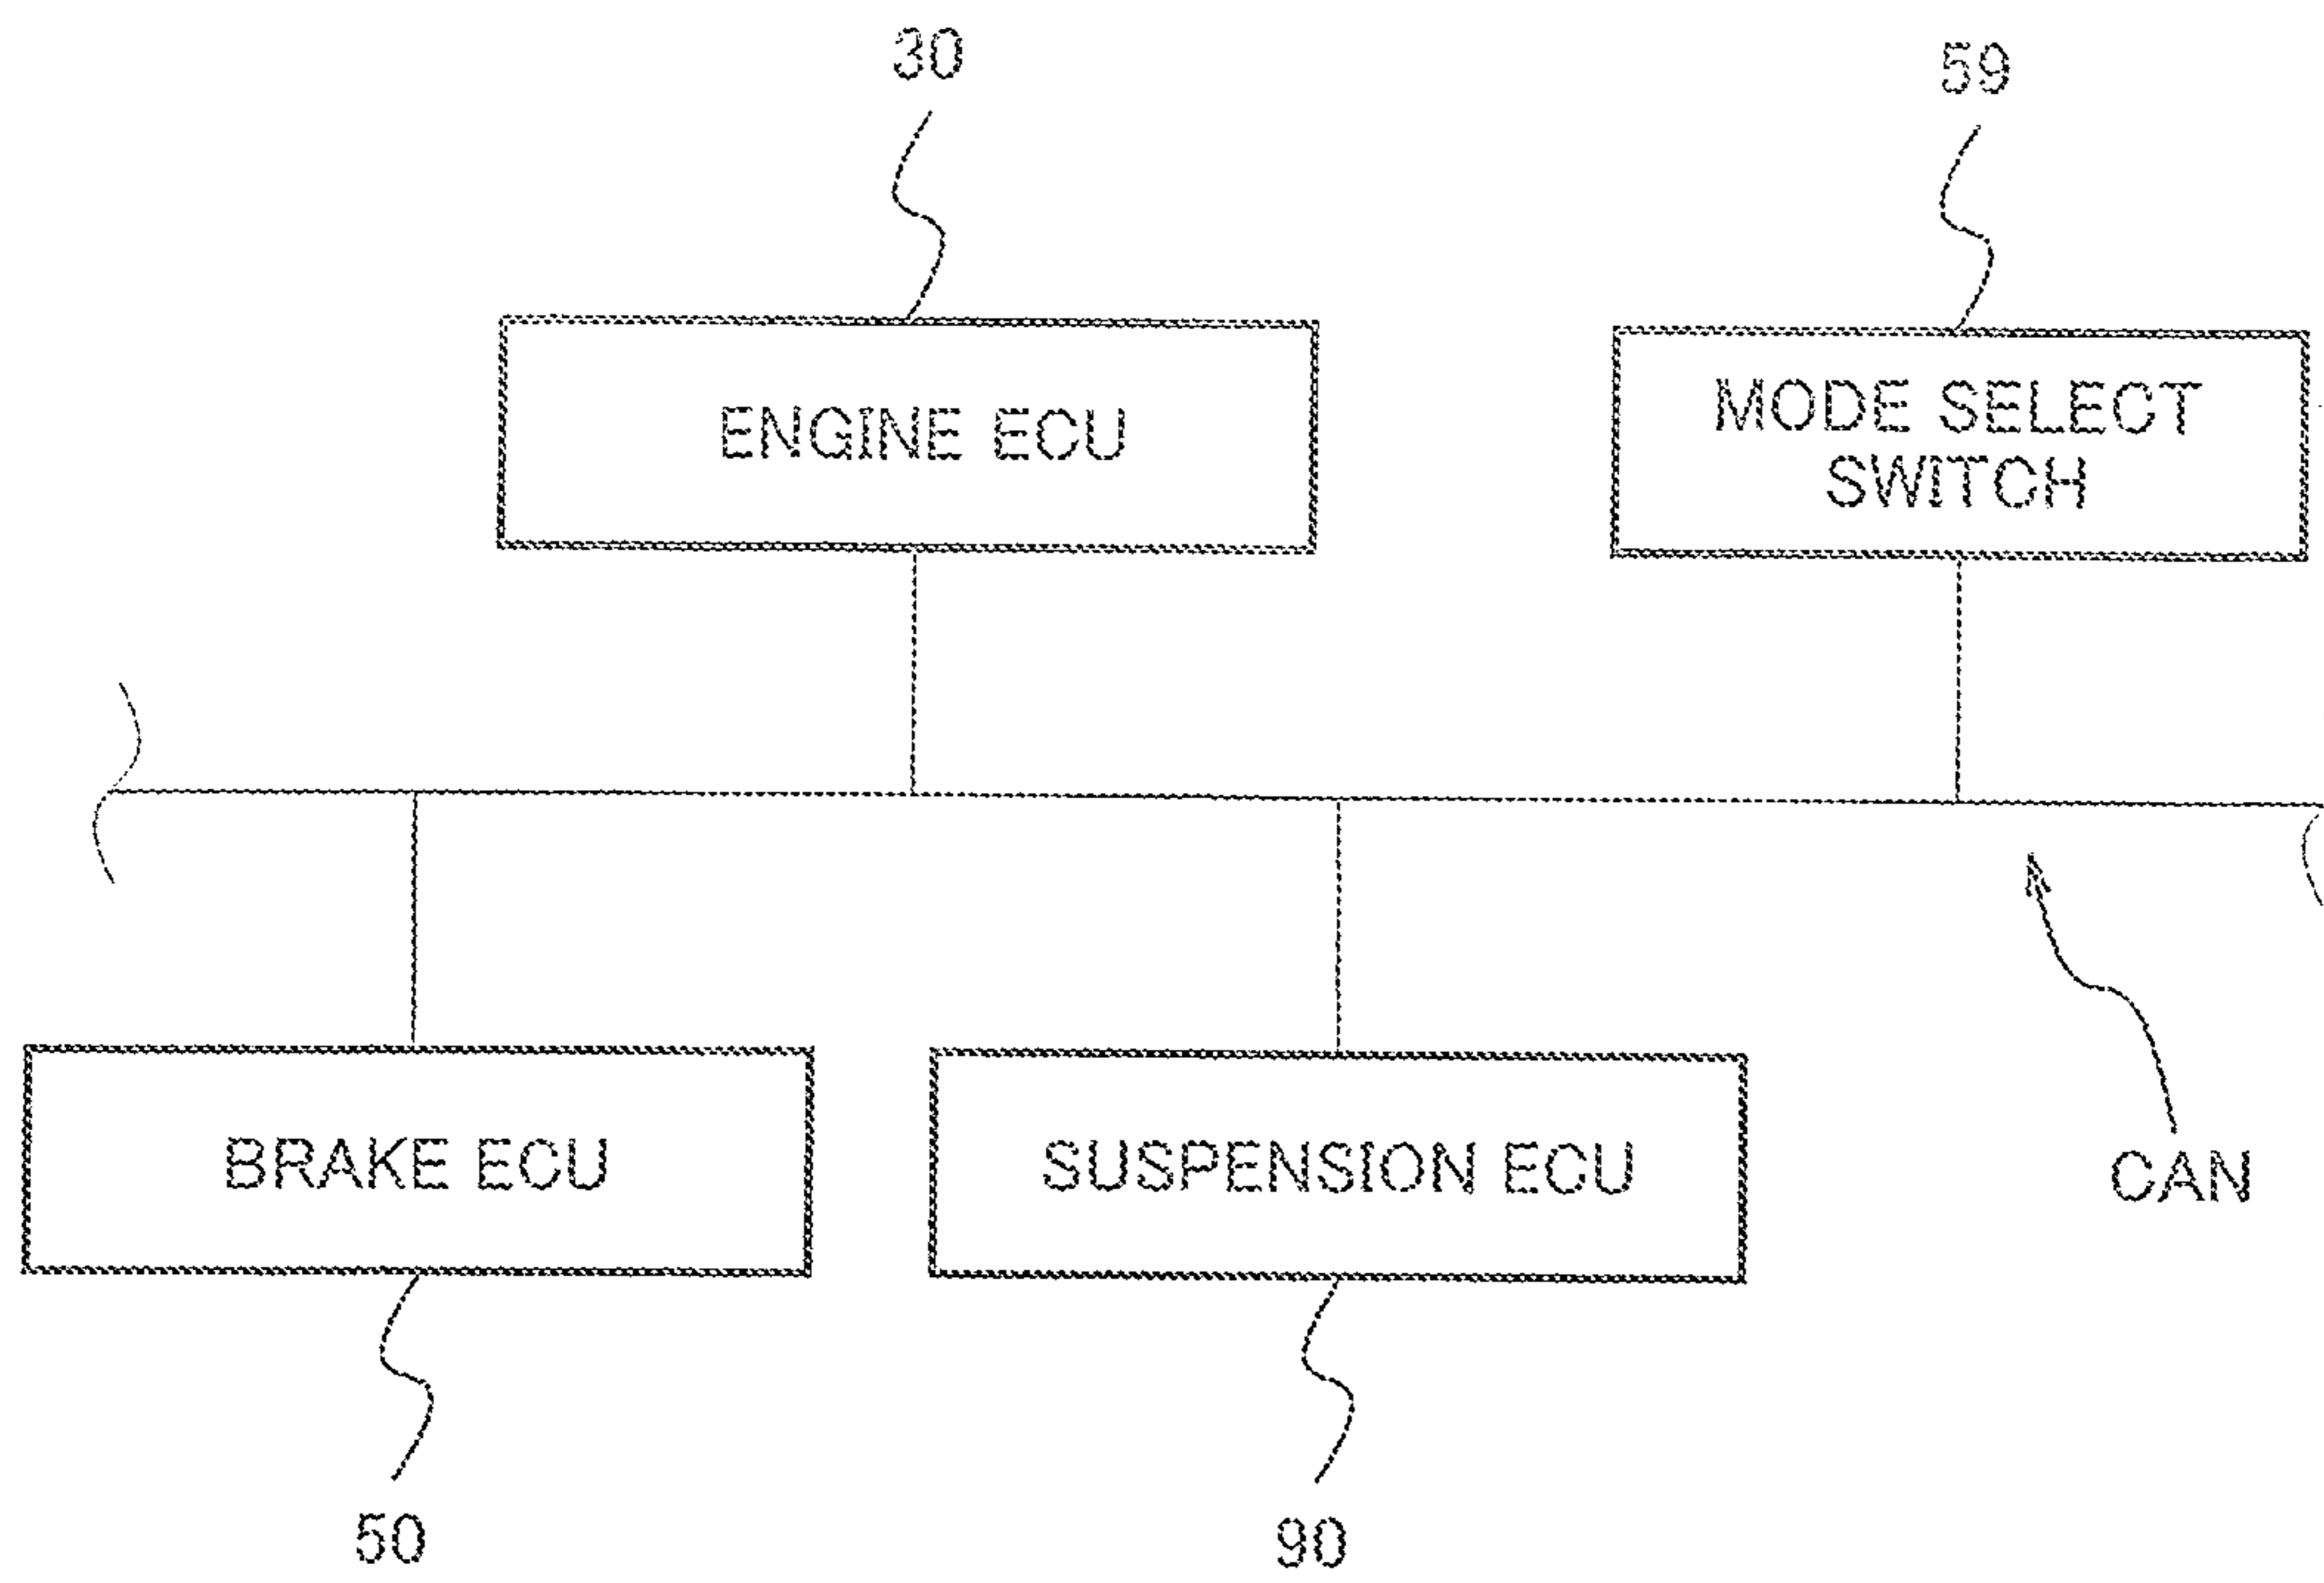 30
59
ENGINE ECU
MODE SELECT
SWITCH
BRAKE ECU
SUSPENSION ECU
CAN
50
90